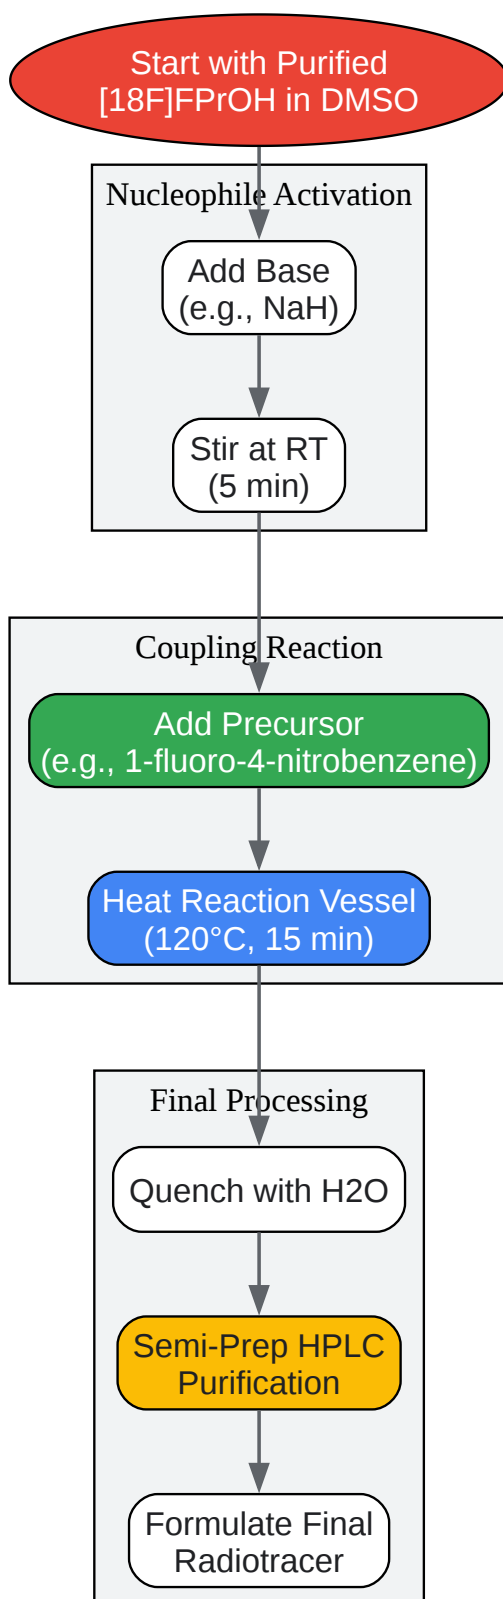 Start with Purified
[18F]FPrOH in DMSO
Nucleophile Activation
Add Base
(e.g., NaH)
Stir at RT
(5 min)
Coupling Reaction
Add Precursor
(e.g., 1-fluoro-4-nitrobenzene)
Heat Reaction Vessel
(120°C, 15 min)
Final Processing
Quench with H2O
Semi-Prep HPLC
Purification
Formulate Final
Radiotracer